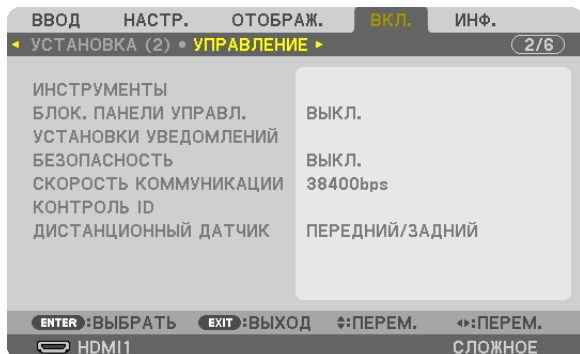 ВВОД НАСТР. ОТОБРАЖ. ВКЛ. ИНФ.
УСТАНОВКА (2) • УПРАВЛЕНИЕ 2/6
ИНСТРУМЕНТЫ
БЛОК. ПАНЕЛИ УПРАВЛ. ВЫКЛ.
УСТАНОВКИ УВЕДОМЛЕНИЙ
БЕЗОПАСНОСТЬ ВЫКЛ.
СКОРОСТЬ КОММУНИКАЦИИ 38400bps
КОНТРОЛЬ ID
ДИСТАНЦИОННЫЙ ДАТЧИК ПЕРЕДНИЙ/ЗАДНИЙ
ENTER :ВЫБРАТЬ EXIT :ВЫХОД :ПЕРЕМ. :ПЕРЕМ.
HDMI1 СЛОЖНОЕ